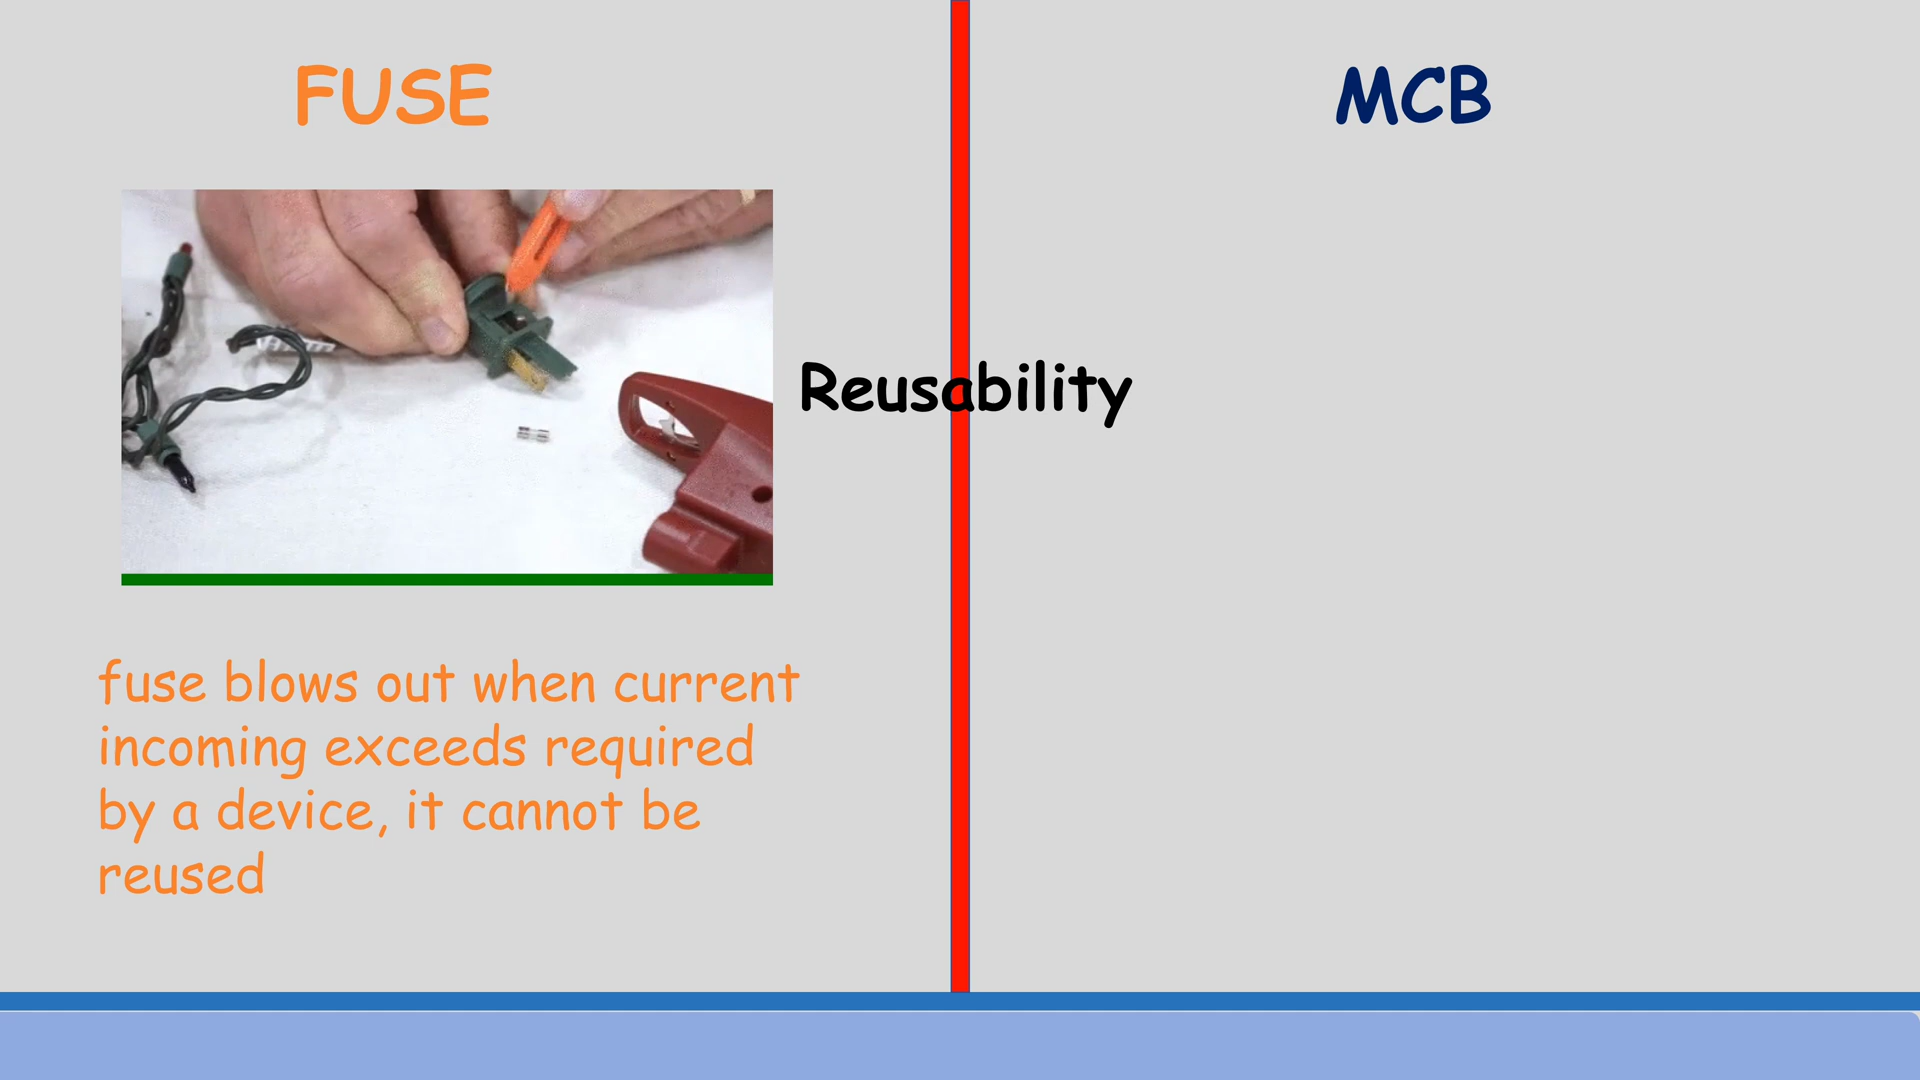 FUSE
MCB
Reusability
fuse blows out when current
incoming exceeds required
by a device, it cannot be
reused